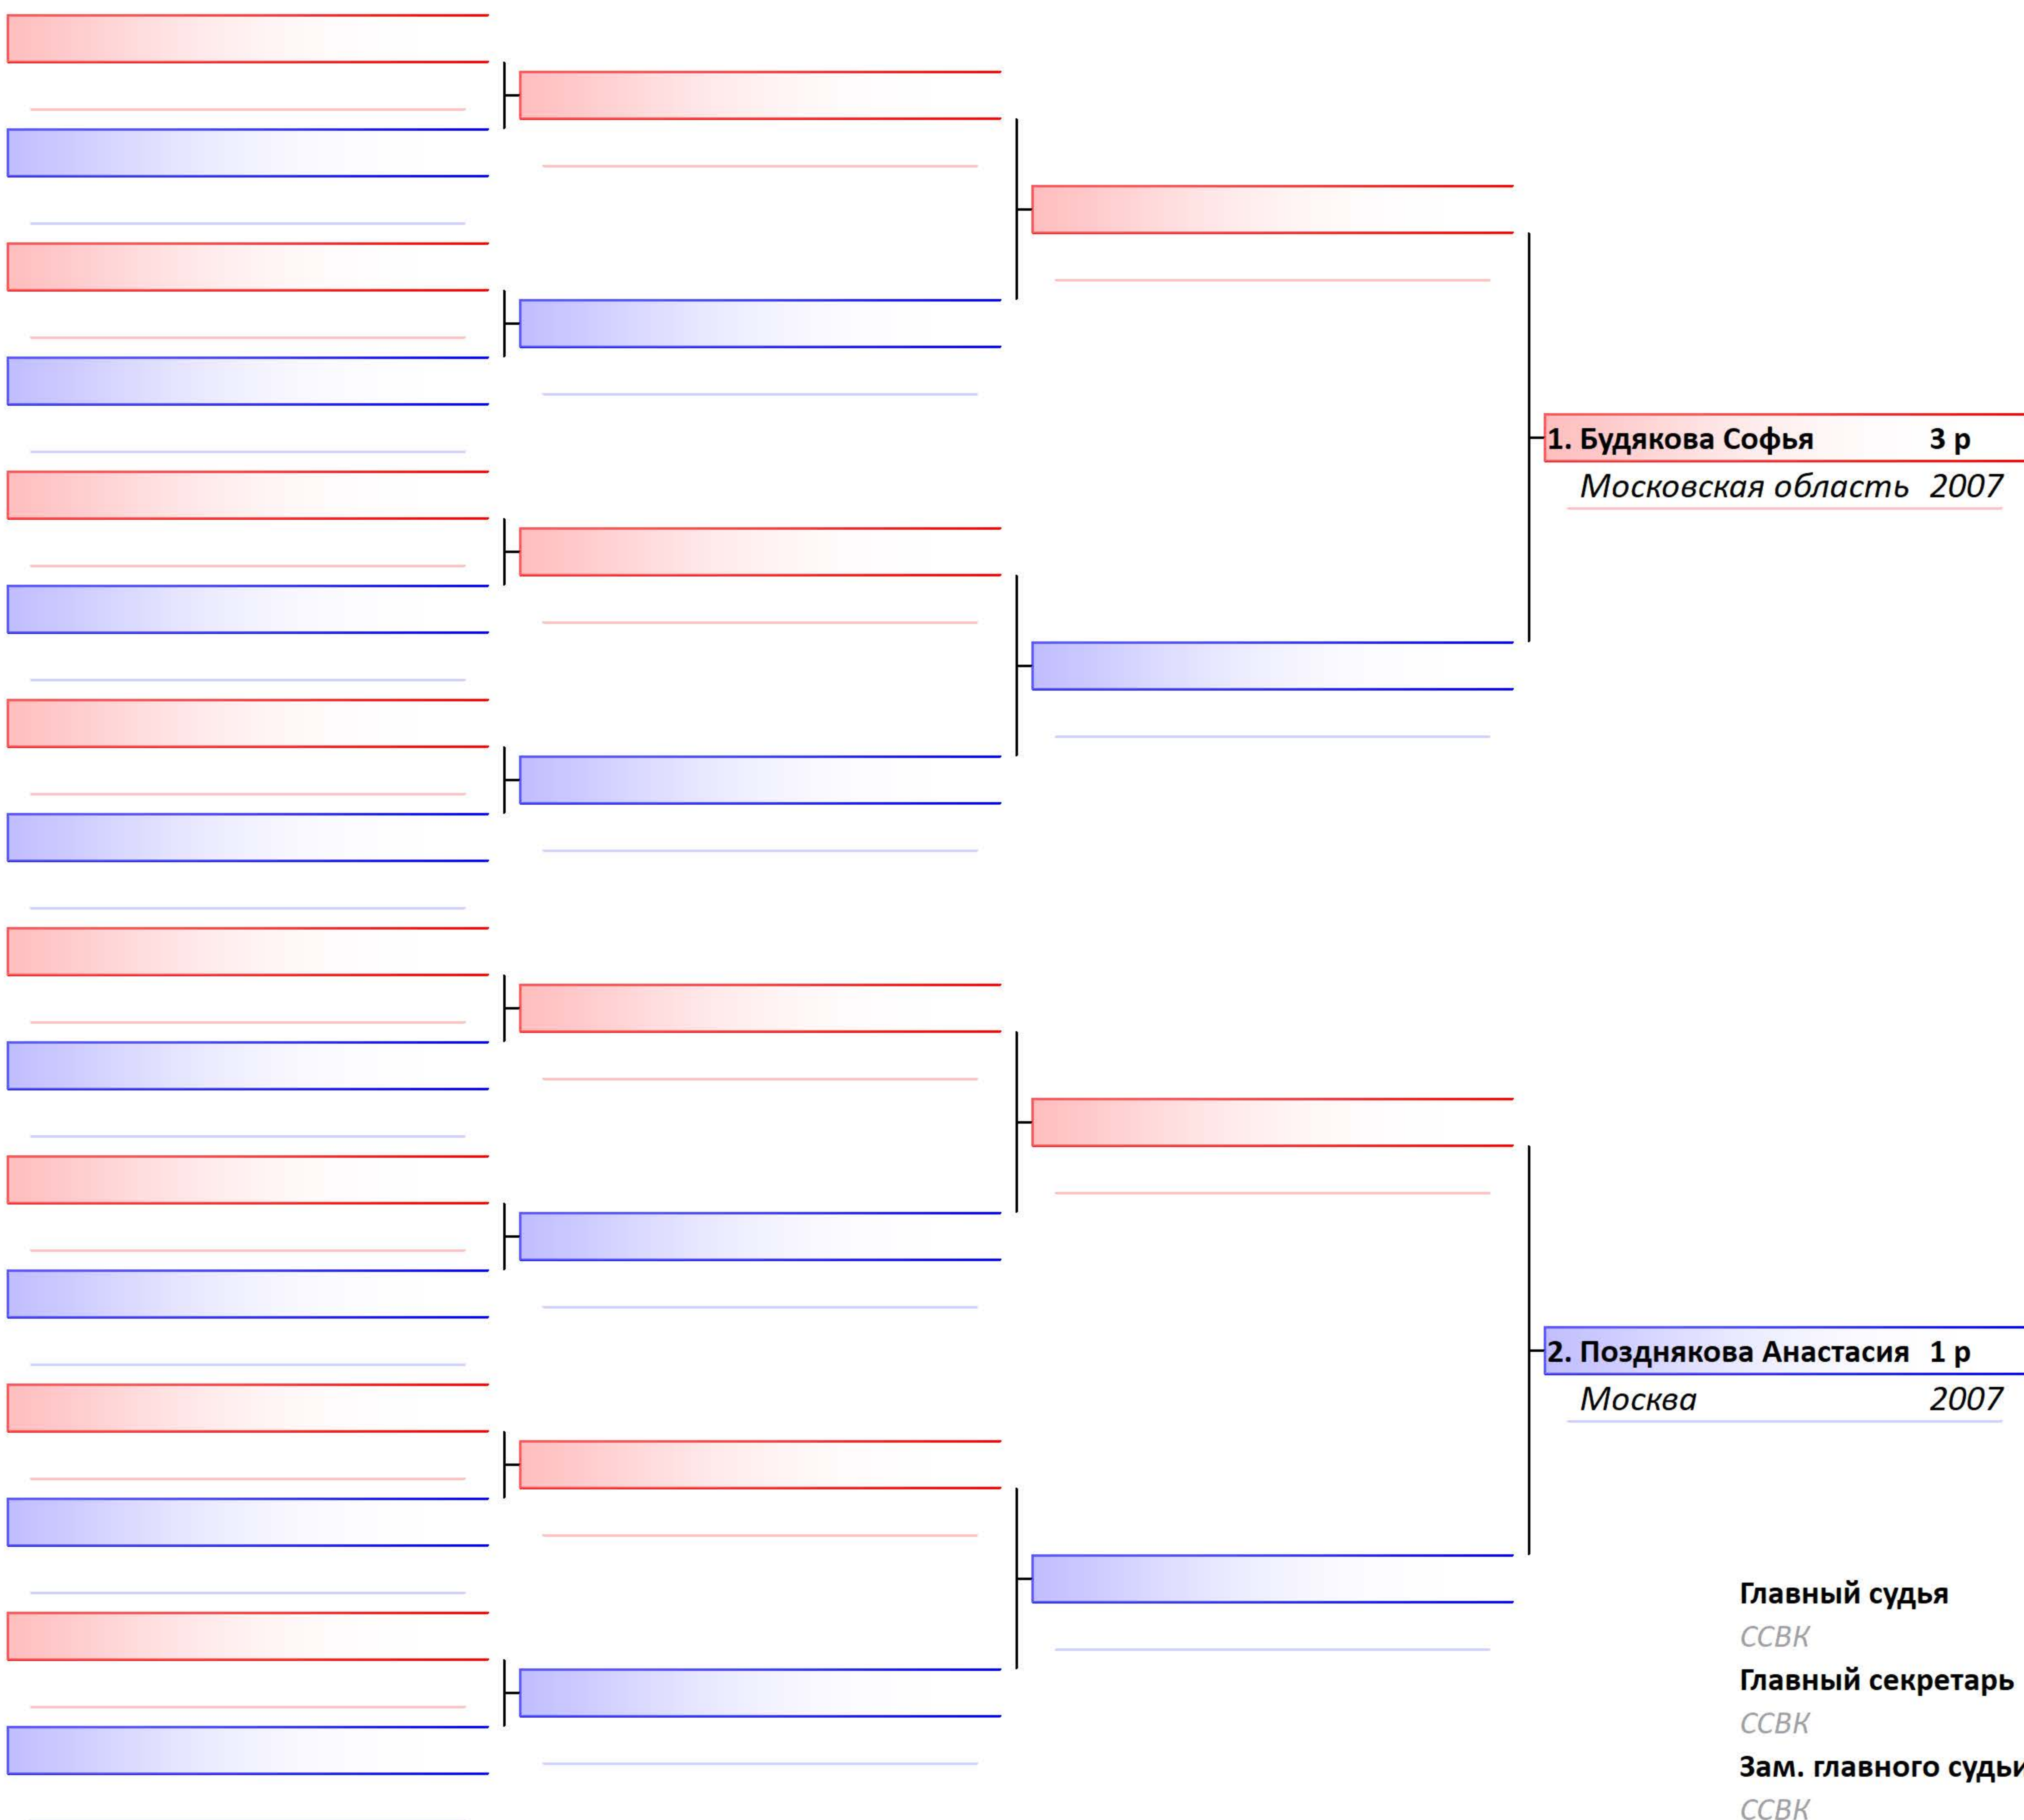 1. Будякова Софья 3 р
Московская область 2007
2. Позднякова Анастасия 1 р
Москва 2007
Главный судья
ССВК
Главный секретарь
ССВК
Зам. главного судьи
ССВК